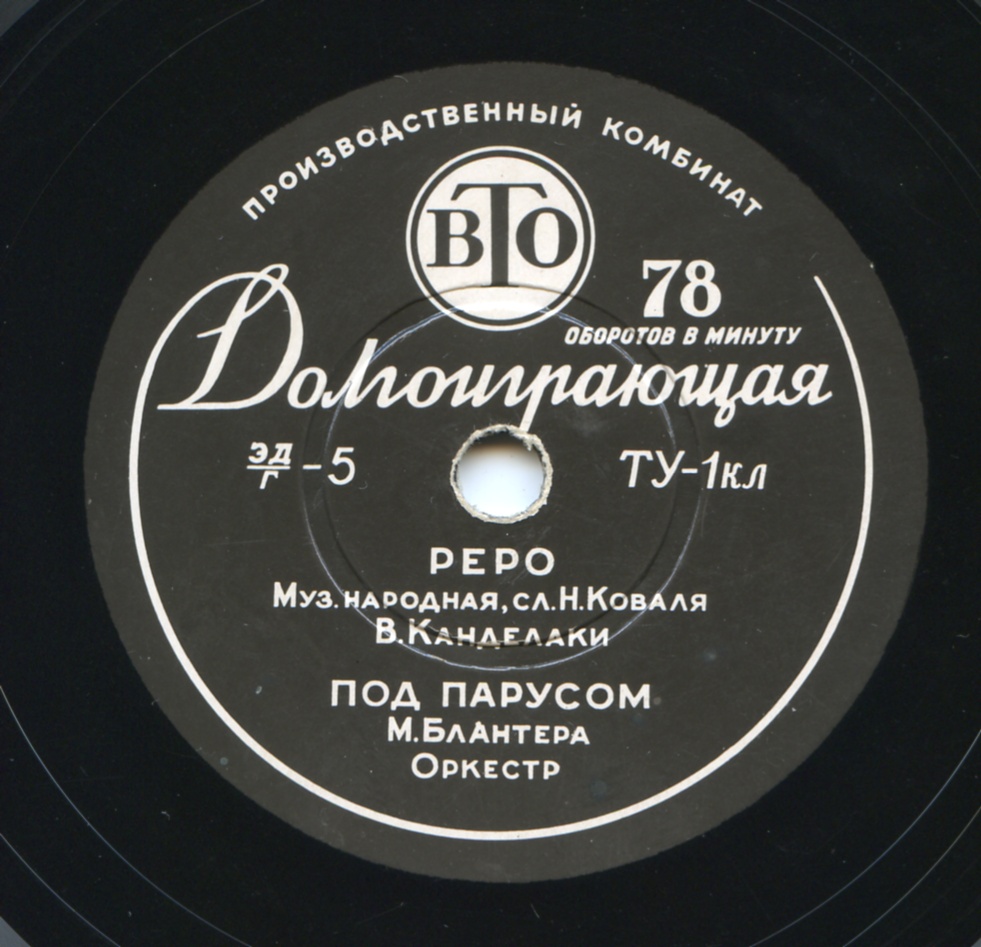 ПРОИЗВОДСТВЕННЫЙ КОМБИНАТ
ВТО
78
ОБОРОТОВ В МИНУТУ
Долгоиграющая
ЭД/Г -5
ТУ-1КЛ
РЕРО
МУЗ. НАРОДНАЯ, СЛ. Н. КОВАЛЯ
В. КАНДЕЛАКИ
ПОД ПАРУСОМ
М. БЛАНТЕРА
ОРКЕСТР